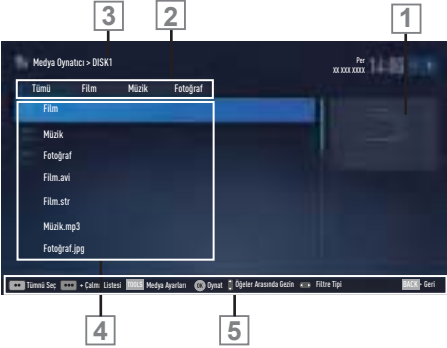 3
2
1
Medya Oynatıcı > DISK1
Per
XX XXX XXXX
Tümü Film Müzik Fotoğraf
Film
Müzik
Fotoğraf
Film.avi
Film.str
Müzik.mp3
Fotoğraf.jpg
Tümnü Seç + Çalma Listesi TOOLS Medya Ayarları OK Oynat Öğeler Arasında Gezin Filtre Tipi BACK - Geri
4
5